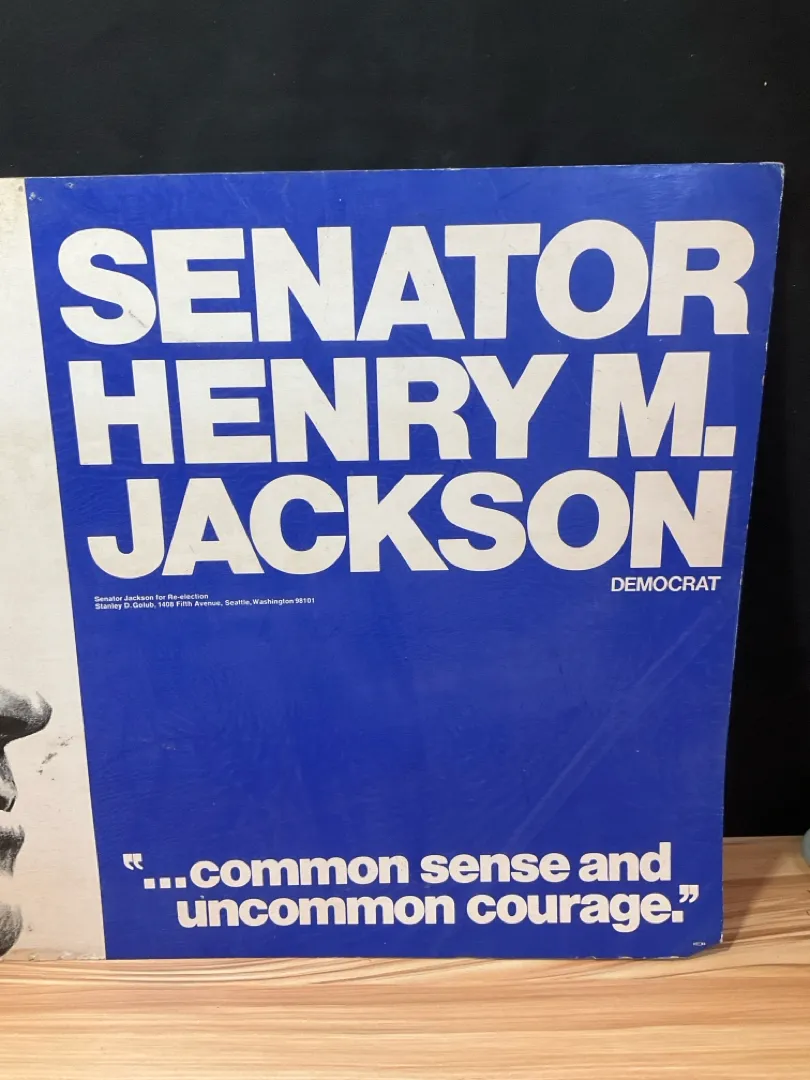 SENATOR
HENRY M.
JACKSON
DEMOCRAT
Senator Jackson for Re-election
Stanley D. Golub, 1408 Fifth Avenue, Seattle, Washington 98101
“...common sense and
uncommon courage.”